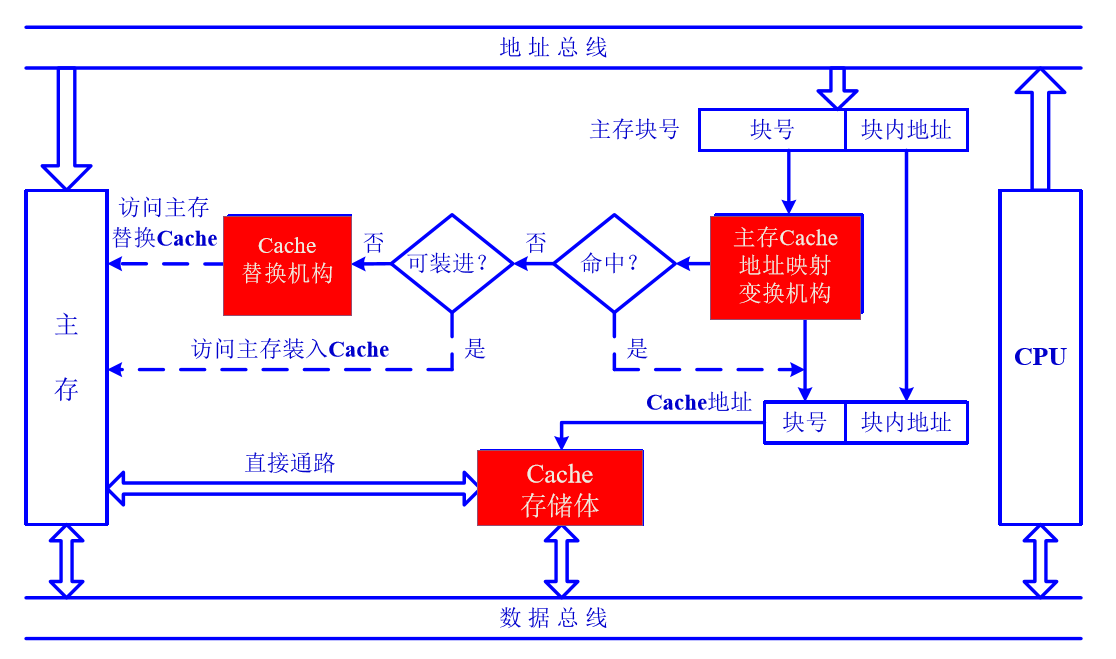 地址总线
主存块号
块号
块内地址
访问主存
替换Cache
Cache
替换机构
否
可装进?
否
命中?
主存Cache
地址映射
变换机构
主
存
访问主存装入Cache
是
是
CPU
Cache地址
块号
块内地址
直接通路
Cache
存储体
数据总线